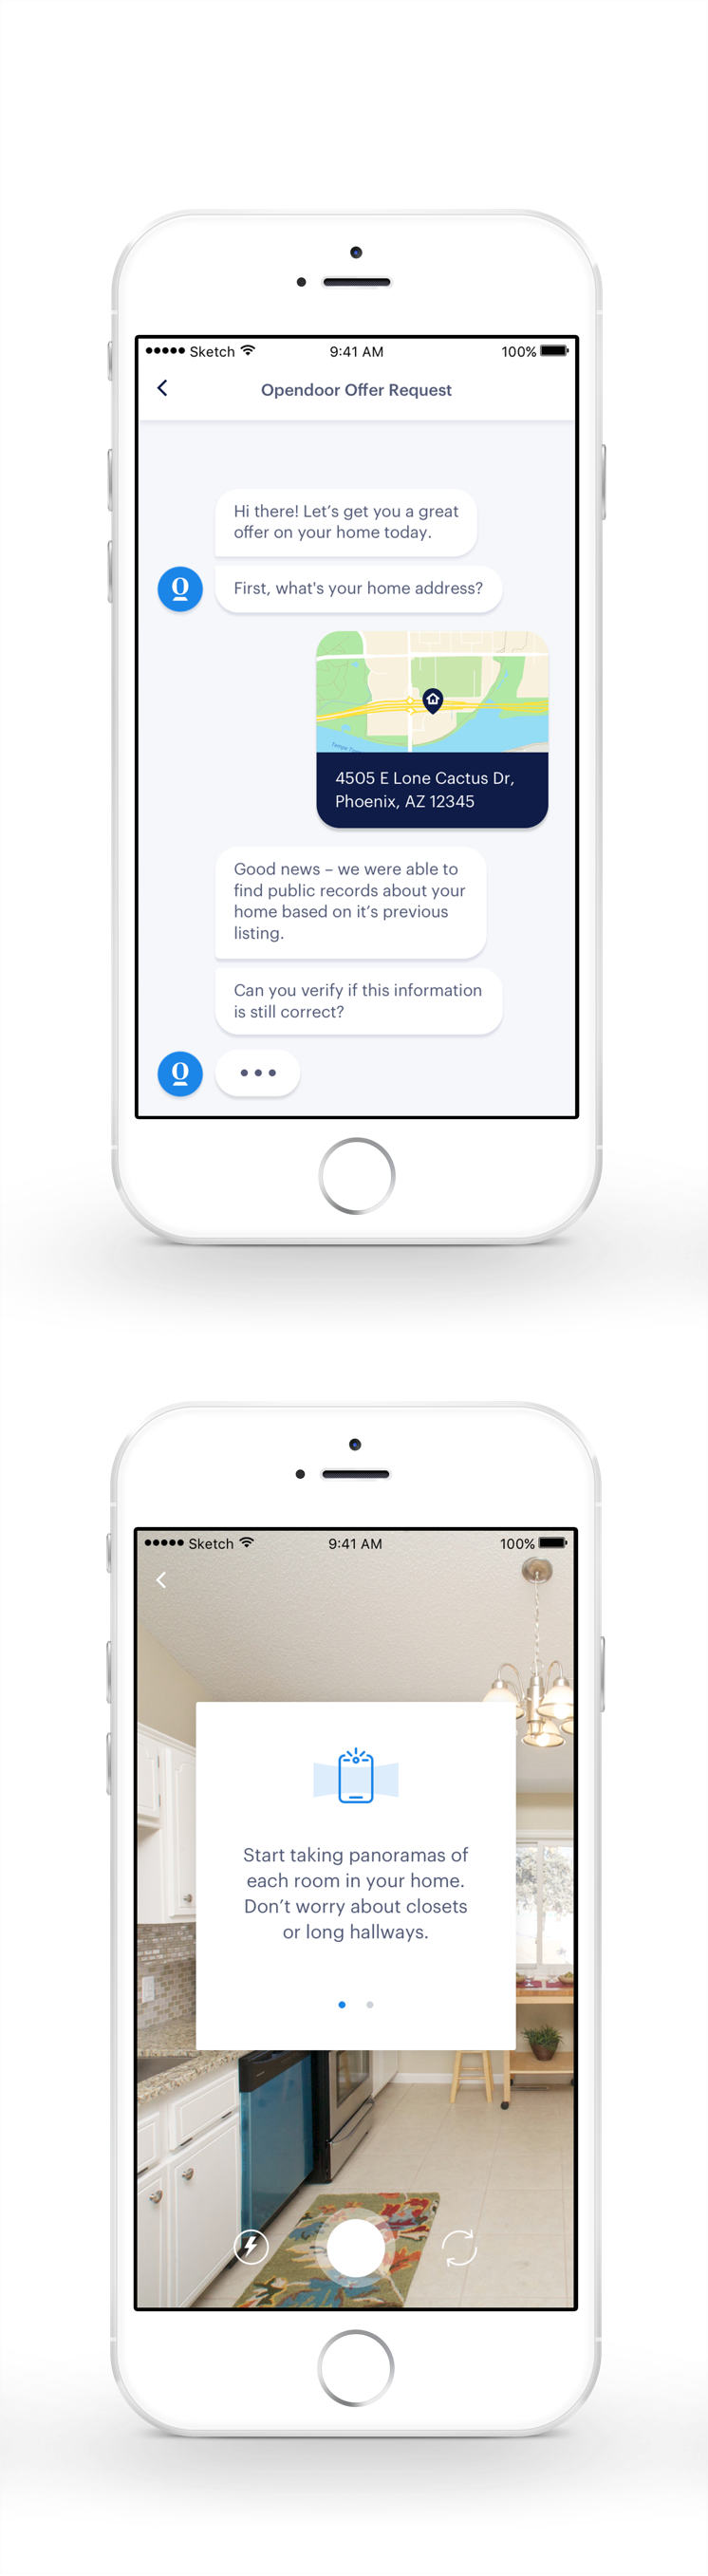 Sketch 9:41 AM 100%
Opendoor Offer Request
Hi there! Let’s get you a great
offer on your home today.
First, what's your home address?
4505 E Lone Cactus Dr,
Phoenix, AZ 12345
Good news – we were able to
find public records about your
home based on it’s previous
listing.
Can you verify if this information
is still correct?
Sketch 9:41 AM 100%
Start taking panoramas of
each room in your home.
Don’t worry about closets
or long hallways.